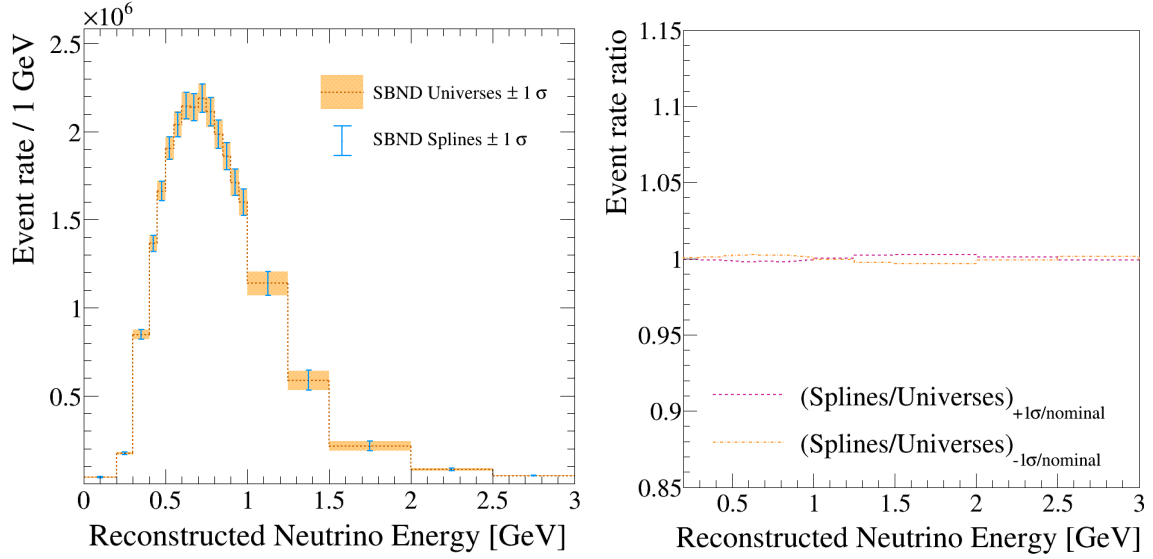 ×10⁶
Event rate / 1 GeV
2.5
2
1.5
1
0.5
SBND Universes ± 1 σ
SBND Splines ± 1 σ
0 0.5 1 1.5 2 2.5 3
Reconstructed Neutrino Energy [GeV]
Event rate ratio
1.15
1.1
1.05
1
0.95
0.9
0.85
(Splines/Universes)+1σ/nominal
(Splines/Universes)-1σ/nominal
0.5 1 1.5 2 2.5 3
Reconstructed Neutrino Energy [GeV]